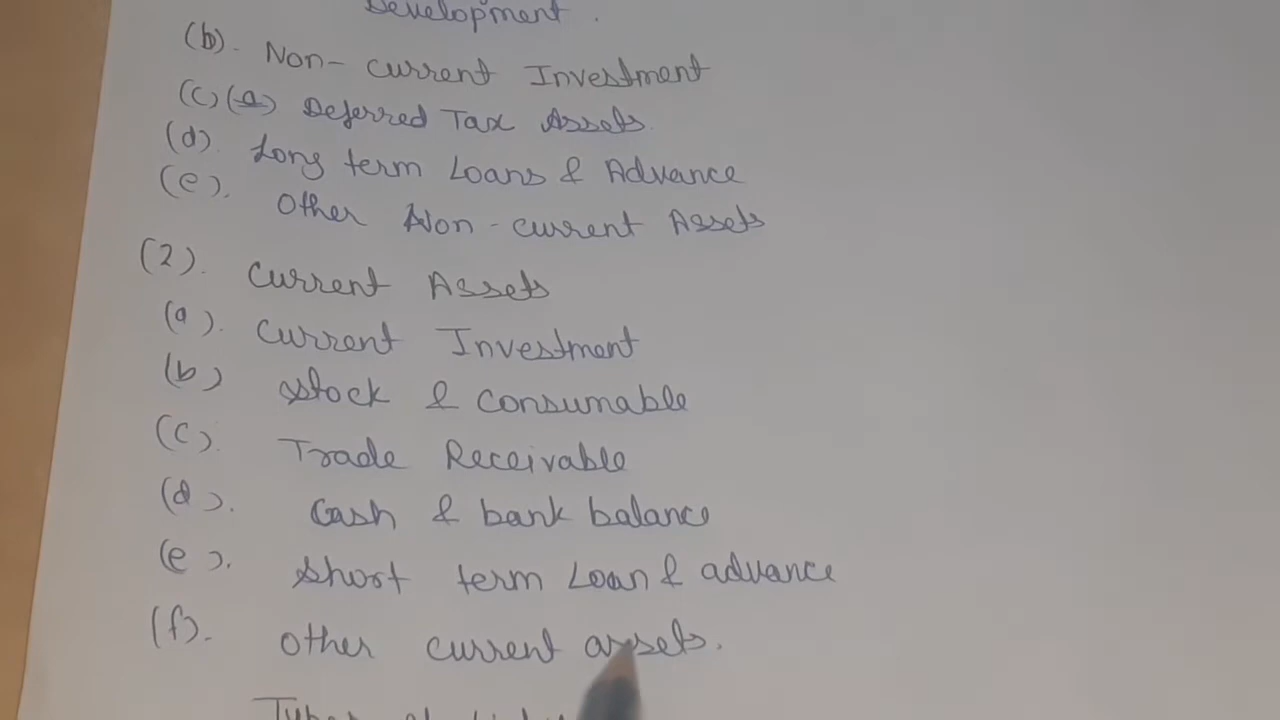 Development.
(b). Non-current Investment
(c) (a) Deferred Tax Assets.
(d). Long term Loans & Advance
(e). Other Non-current Assets
(2). Current Assets
(a). Current Investment
(b) Stock & consumable
(c). Trade Receivable
(d). Cash & bank balance
(e). Short term Loan & advance
(f). Other current assets.